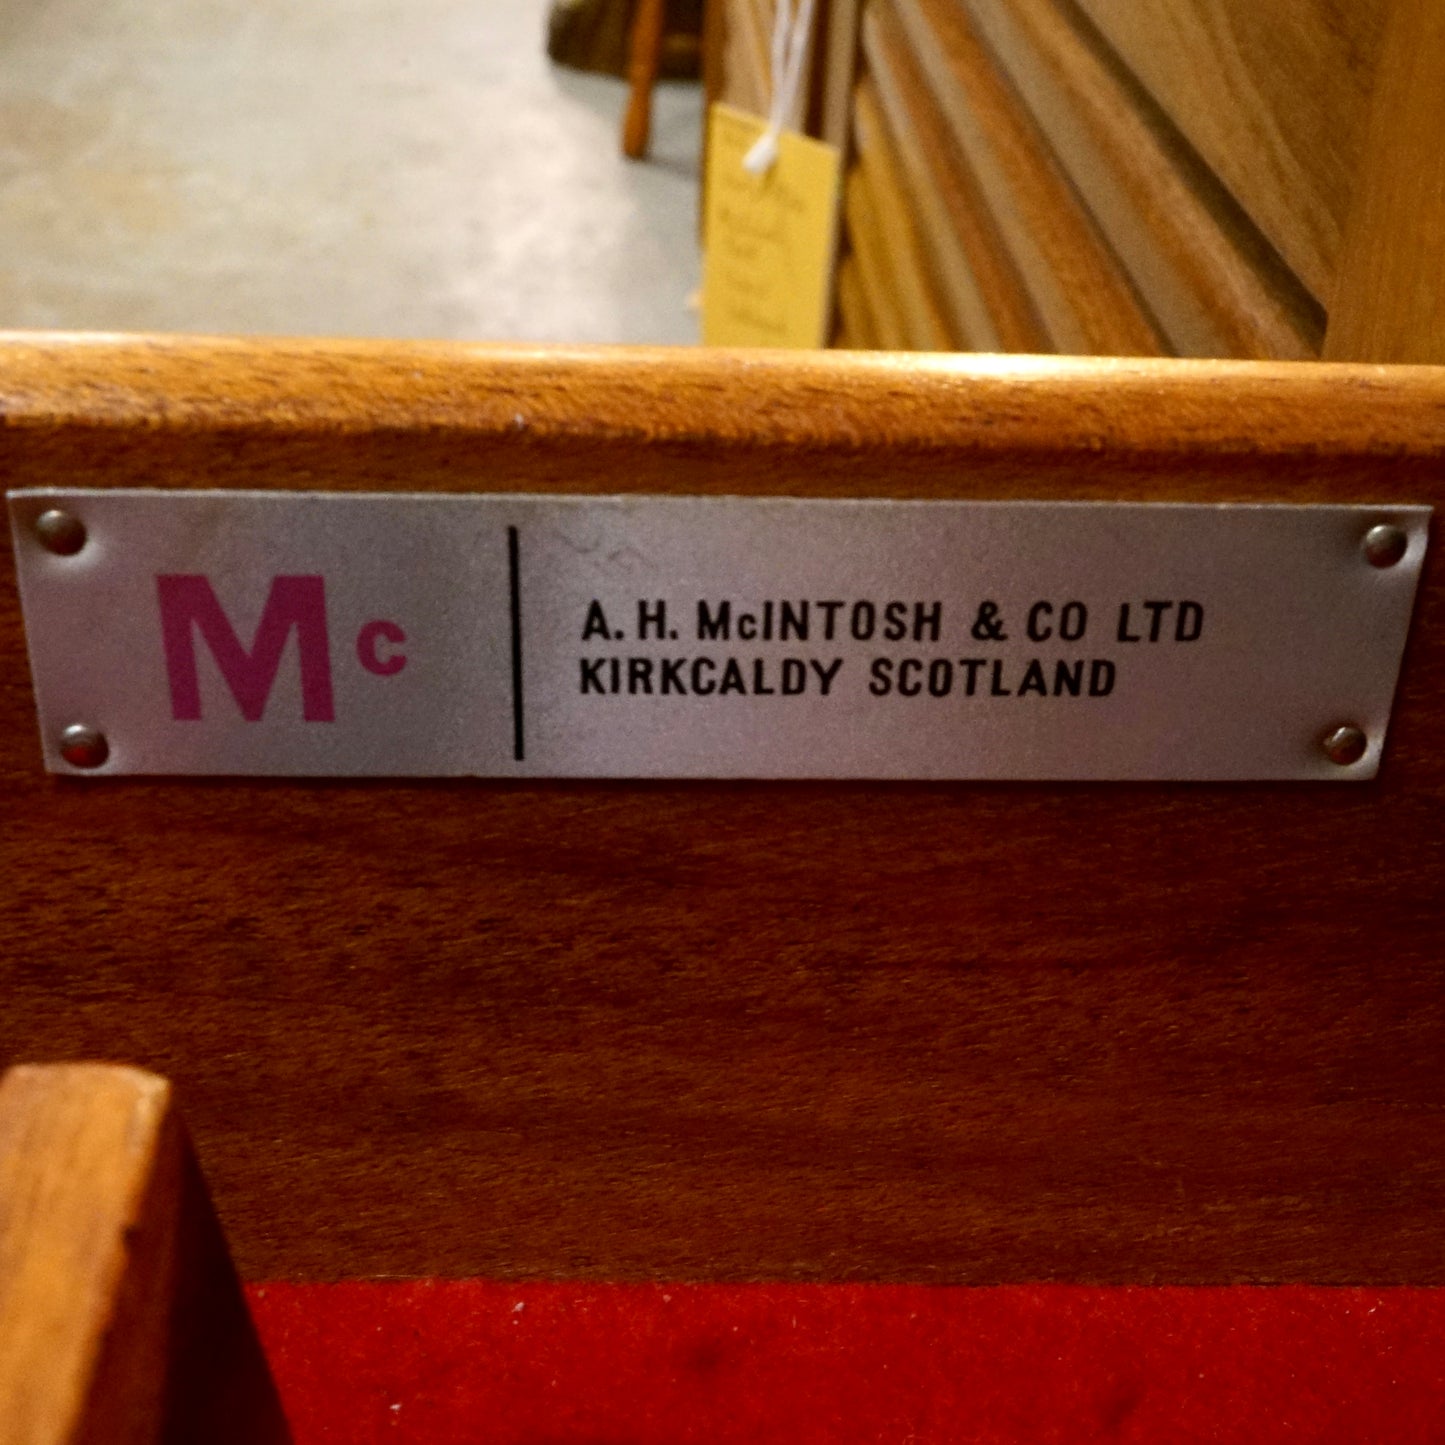 Mc
A. H. McINTOSH & CO LTD
KIRKCALDY SCOTLAND